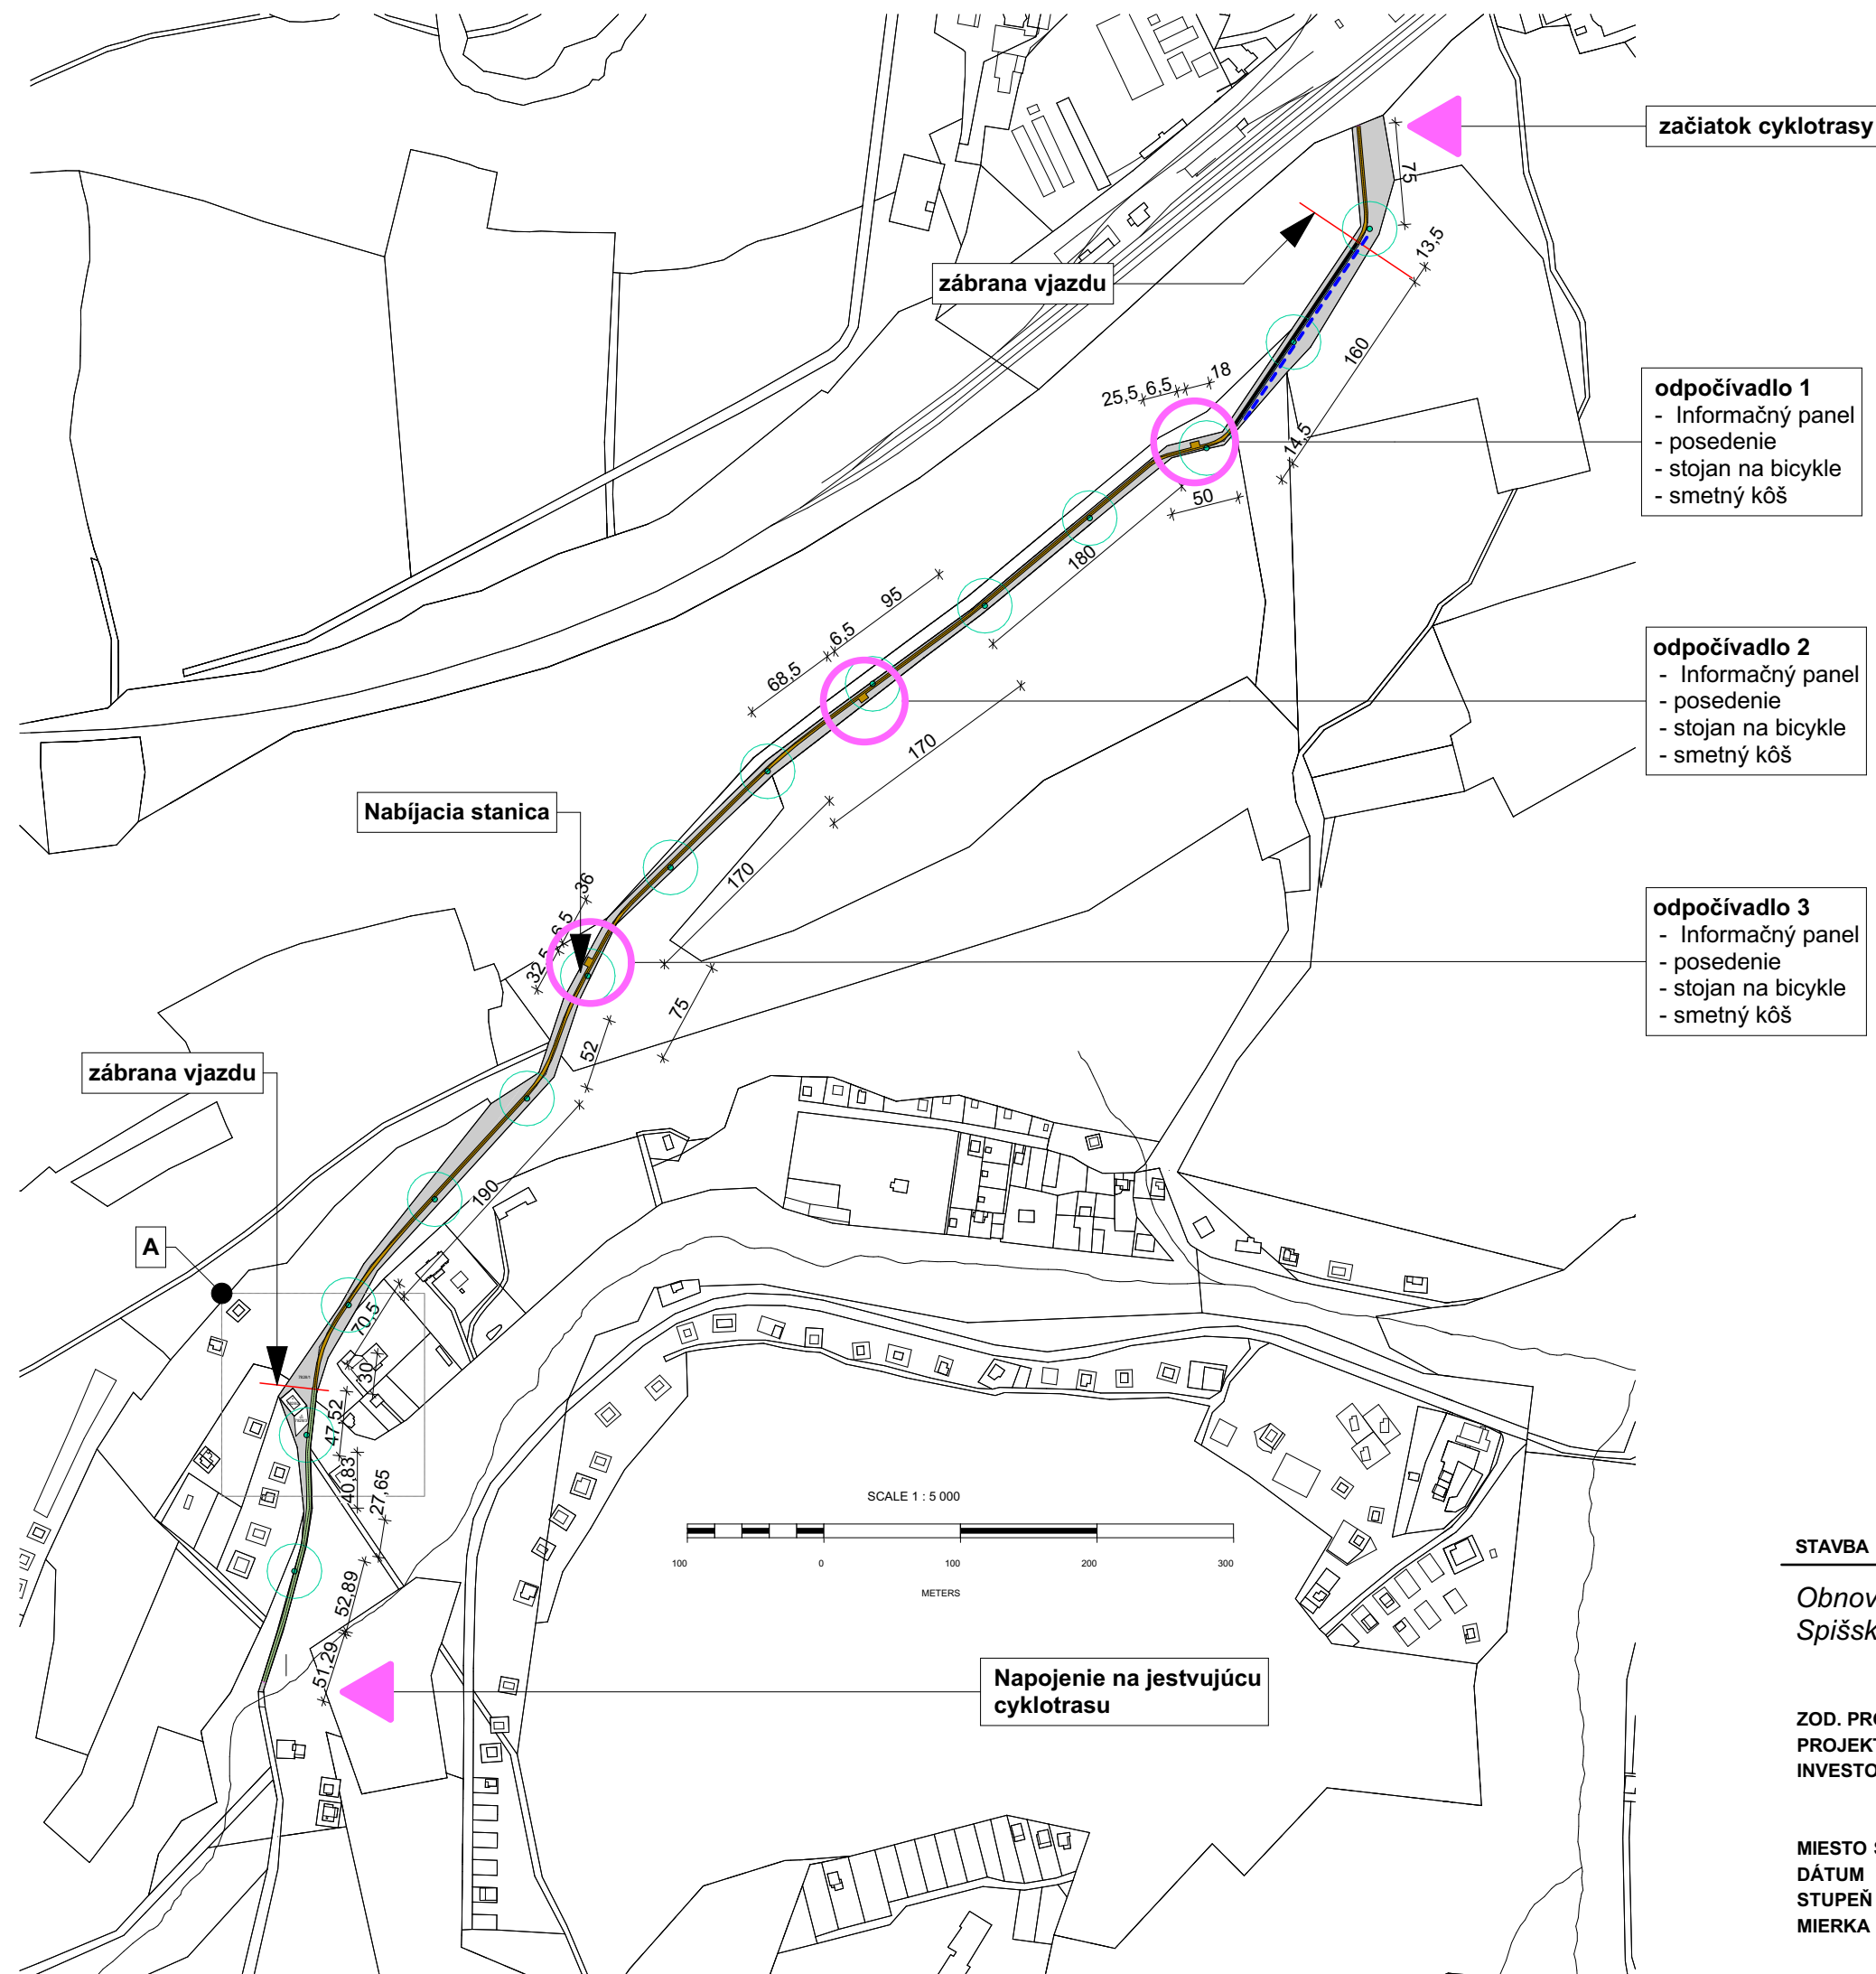 začiatok cyklotrasy
75
13,5
zábrana vjazdu
160
18
25,5
6,5
odpočívadlo 1
- Informačný panel
- posedenie
- stojan na bicykle
- smetný kôš
14,5
50
180
95
6,5
68,5
odpočívadlo 2
- Informačný panel
- posedenie
- stojan na bicykle
- smetný kôš
170
Nabíjacia stanica
170
36
6,5
32,5
odpočívadlo 3
- Informačný panel
- posedenie
- stojan na bicykle
- smetný kôš
75
52
zábrana vjazdu
190
A
70,5
30
47,52
40,83
27,65
SCALE 1 : 5 000
100
0
100
200
300
METERS
52,89
51,29
Napojenie na jestvujúcu
cyklotrasu
STAVBA
Obnov
Spišsk
ZOD. PRO
PROJEKT
INVESTO
MIESTO S
DÁTUM
STUPEŇ
MIERKA